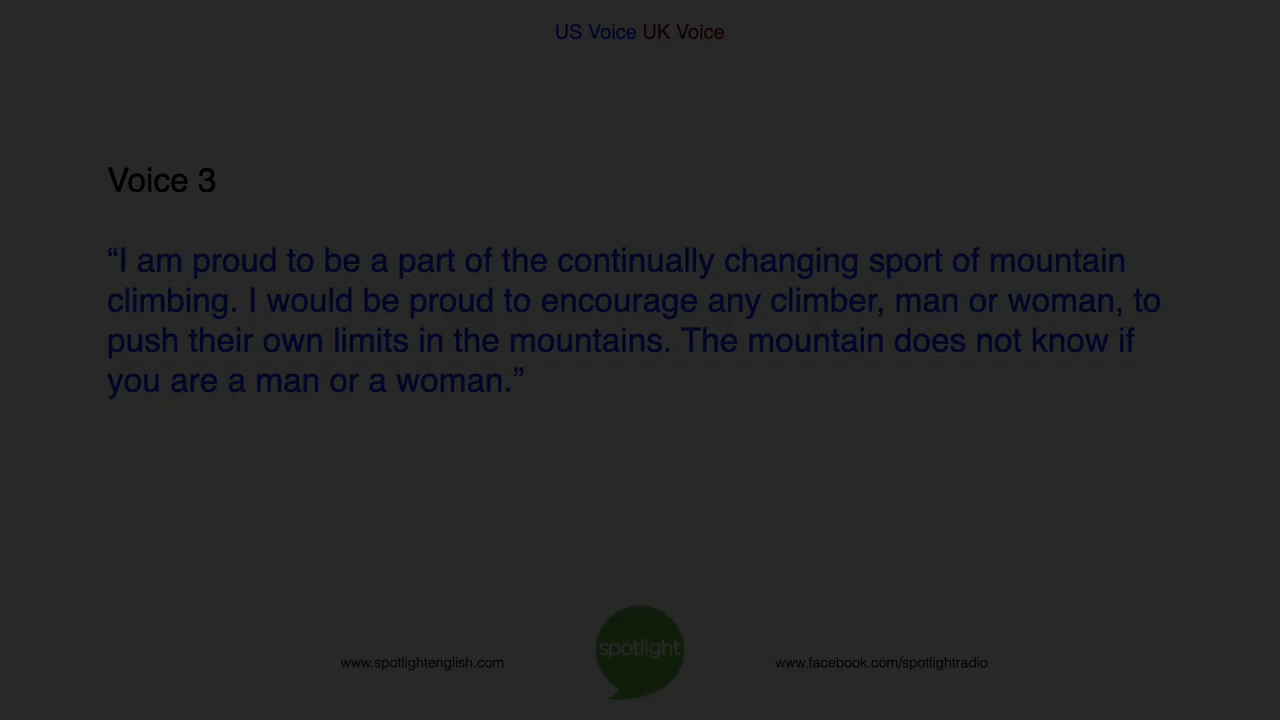 US Voice UK Voice
Voice 3
“I am proud to be a part of the continually changing sport of mountain
climbing. I would be proud to encourage any climber, man or woman, to
push their own limits in the mountains. The mountain does not know if
you are a man or a woman.”
spotlight
www.spotlightenglish.com
www.facebook.com/spotlightradio